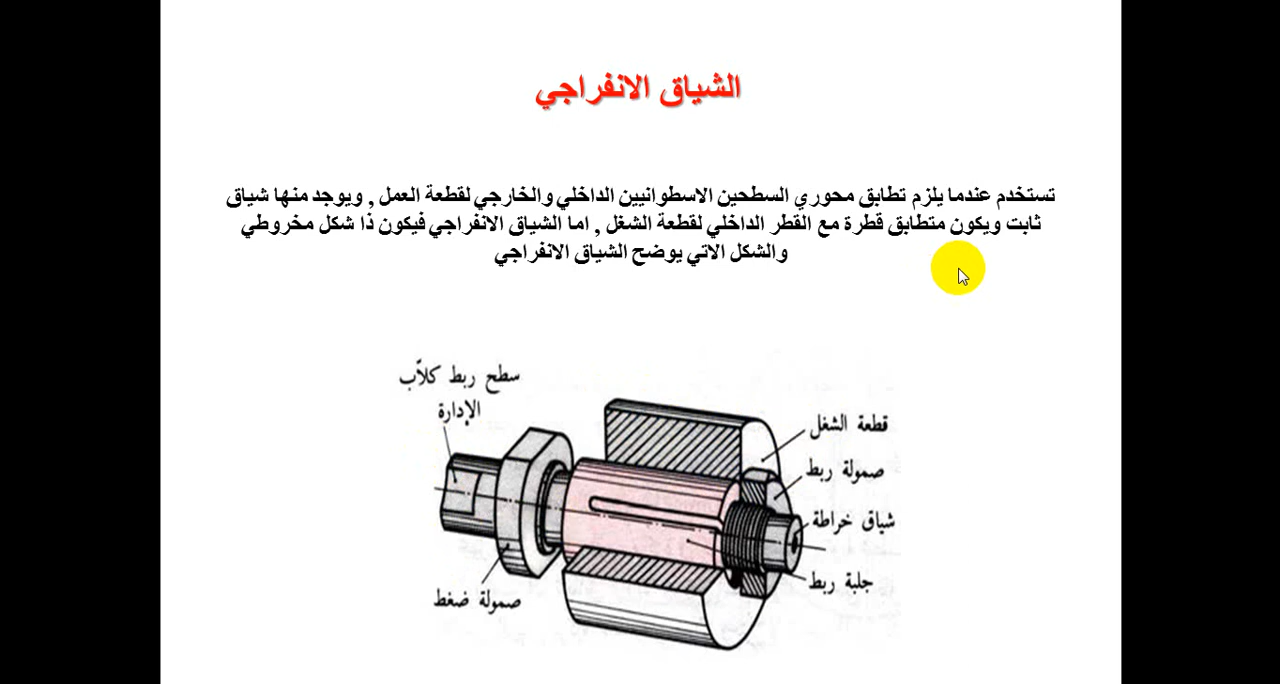 الشياق الانفراجي
تستخدم عندما يلزم تطابق محوري السطحين الاسطوانيين الداخلي والخارجي لقطعة العمل , ويوجد منها شياق
ثابت ويكون متطابق قطرة مع القطر الداخلي لقطعة الشغل , اما الشياق الانفراجي فيكون ذا شكل مخروطي
والشكل الاتي يوضح الشياق الانفراجي
سطح ربط كلاّب
الإدارة
قطعة الشغل
صمولة ربط
شياق خراطة
جلبة ربط
صمولة ضغط